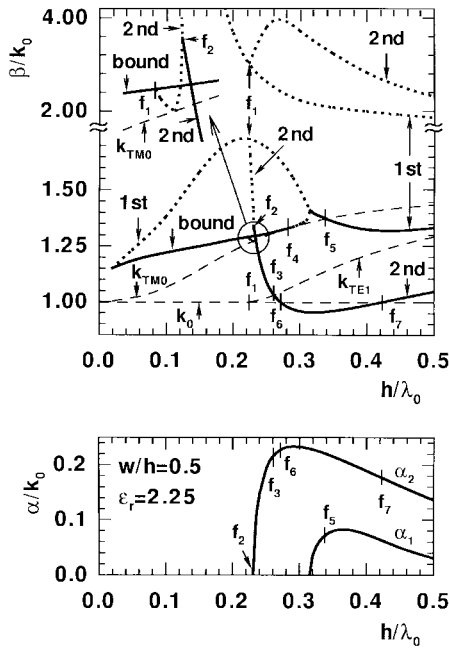 β/k₀
4.00
2.00
1.50
1.25
1.00
2nd
f₂
bound
f₁
k_TM0
2nd
2nd
f₁
2nd
1st
1st
bound
k_TM0
f₂
f₄
f₅
f₃
k_TE1
2nd
k₀
f₁
f₆
f₇
0.0 0.1 0.2 0.3 0.4 0.5
h/λ₀
α/k₀
0.2
0.1
0.0
w/h=0.5
εᵣ=2.25
f₂
f₃
f₆
f₅
α₂
f₇
α₁
0.0 0.1 0.2 0.3 0.4 0.5
h/λ₀